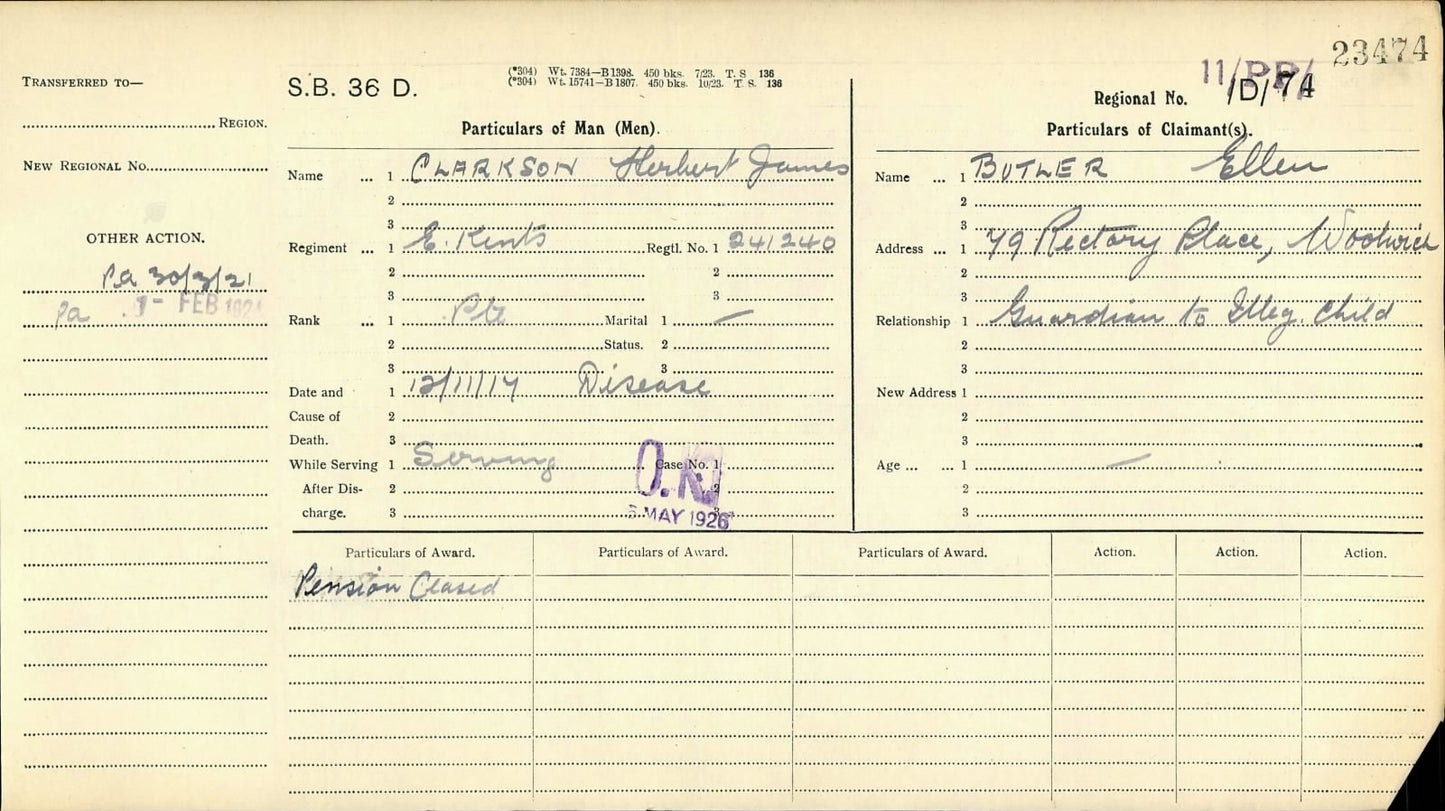 23474
TRANSFERRED TO—
REGION.
NEW REGIONAL No.
OTHER ACTION.
Pa 30/3/21
Pa FEB
S.B. 36 D.
(*304) Wt. 7384—B1398. 450 bks. 7/23. T. S 136
(*304) Wt. 15741—B1807. 450 bks. 10/23. T. S. 136
Particulars of Man (Men).
Name ... 1 CLARKSON Herbert James
2
3
Regiment ... 1 E. Kents Regtl. No. 1 241240
2 2
3 3
Rank ... 1 Pte Marital 1 —
2 Status. 2
3 3
Date and 1 12/11/17 Disease
Cause of 2
Death. 3
While Serving 1 Serving Case No. 1
After Dis- 2 O.K. 2
charge. 3 MAY 1926 3
11/PP/
Regional No. /D/74
Particulars of Claimant(s).
Name ... 1 BUTLER Ellen
2
3
Address ... 1 79 Rectory Place, Woolwich
2
3
Relationship 1 Guardian to Illeg. Child
2
3
New Address 1
2
3
Age ... ... 1 —
2
3
Particulars of Award. Particulars of Award. Particulars of Award. Action. Action. Action.
Pension Ceased